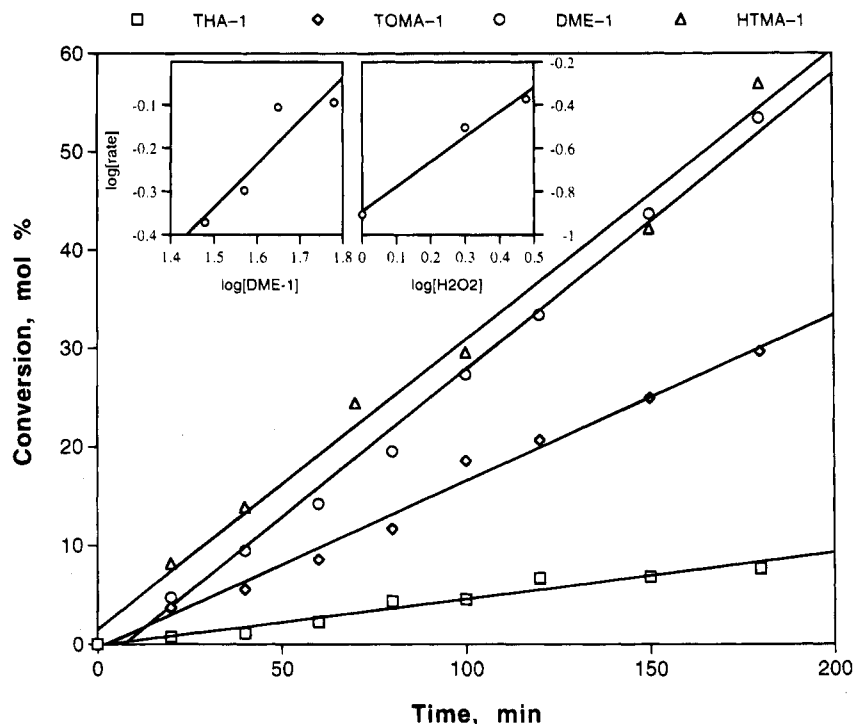 THA-1 TOMA-1 DME-1 HTMA-1
60
50
40
30
20
10
0
Conversion, mol %
0 50 100 150 200
Time, min
log[rate]
-0.1
-0.2
-0.3
-0.4
1.4 1.5 1.6 1.7 1.8
log[DME-1]
-0.2
-0.4
-0.6
-0.8
-1
0 0.1 0.2 0.3 0.4 0.5
log[H2O2]